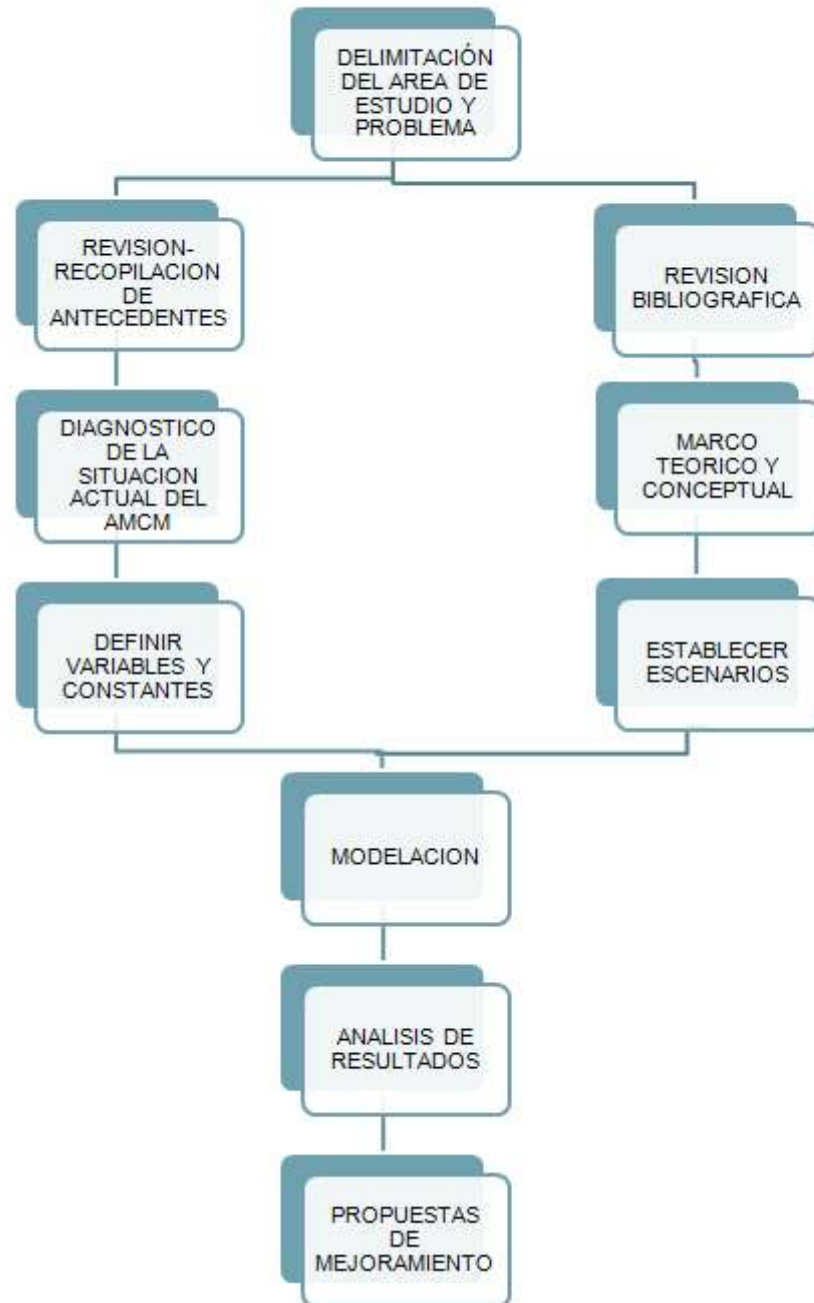 DELIMITACIÓN
DEL AREA DE
ESTUDIO Y
PROBLEMA
REVISION-
RECOPILACION
DE
ANTECEDENTES
DIAGNOSTICO
DE LA
SITUACION
ACTUAL DEL
AMCM
DEFINIR
VARIABLES Y
CONSTANTES
REVISION
BIBLIOGRAFICA
MARCO
TEORICO Y
CONCEPTUAL
ESTABLECER
ESCENARIOS
MODELACION
ANALISIS DE
RESULTADOS
PROPUESTAS
DE
MEJORAMIENTO